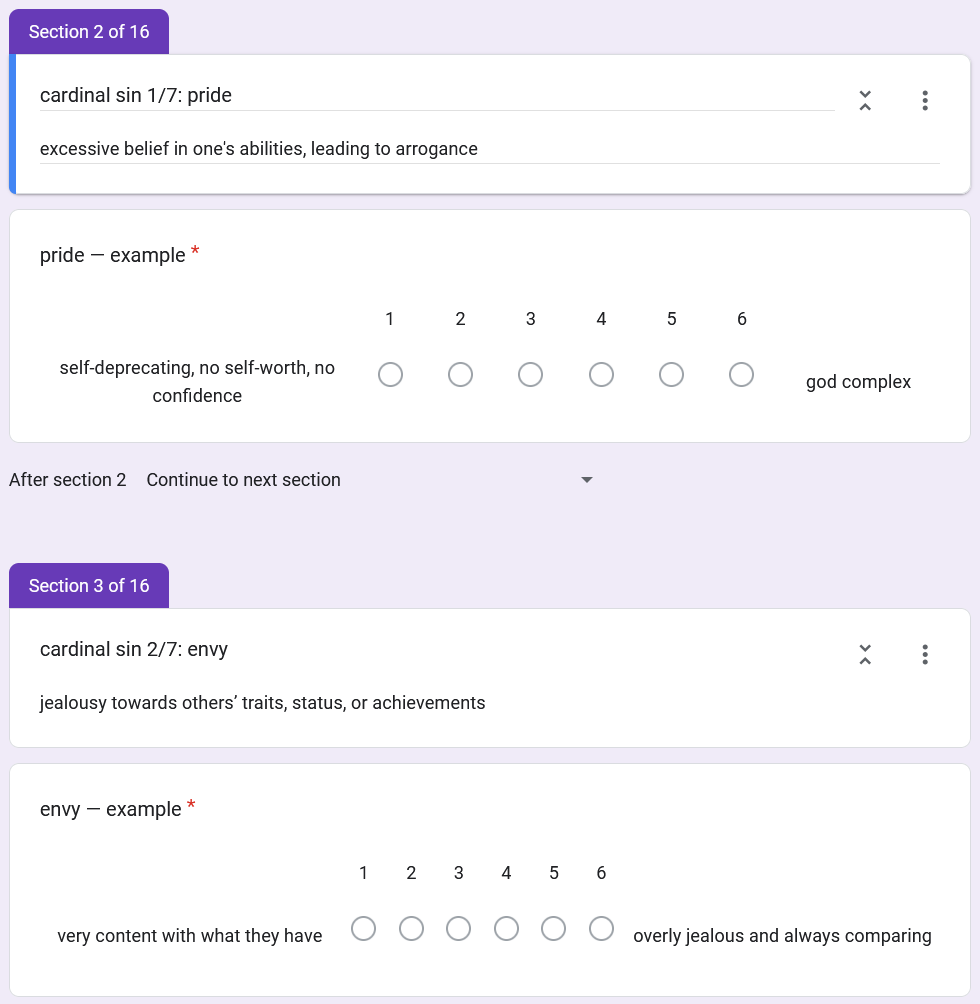 Section 2 of 16
cardinal sin 1/7: pride
excessive belief in one's abilities, leading to arrogance
pride — example *
1 2 3 4 5 6
self-deprecating, no self-worth, no
confidence
god complex
After section 2 Continue to next section
Section 3 of 16
cardinal sin 2/7: envy
jealousy towards others’ traits, status, or achievements
envy — example *
1 2 3 4 5 6
very content with what they have overly jealous and always comparing